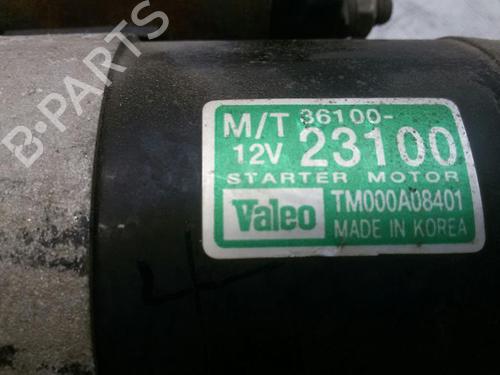 B-PARTS
M/T 36100-
12V 23100
STARTER MOTOR
Valeo TM000A08401
MADE IN KOREA